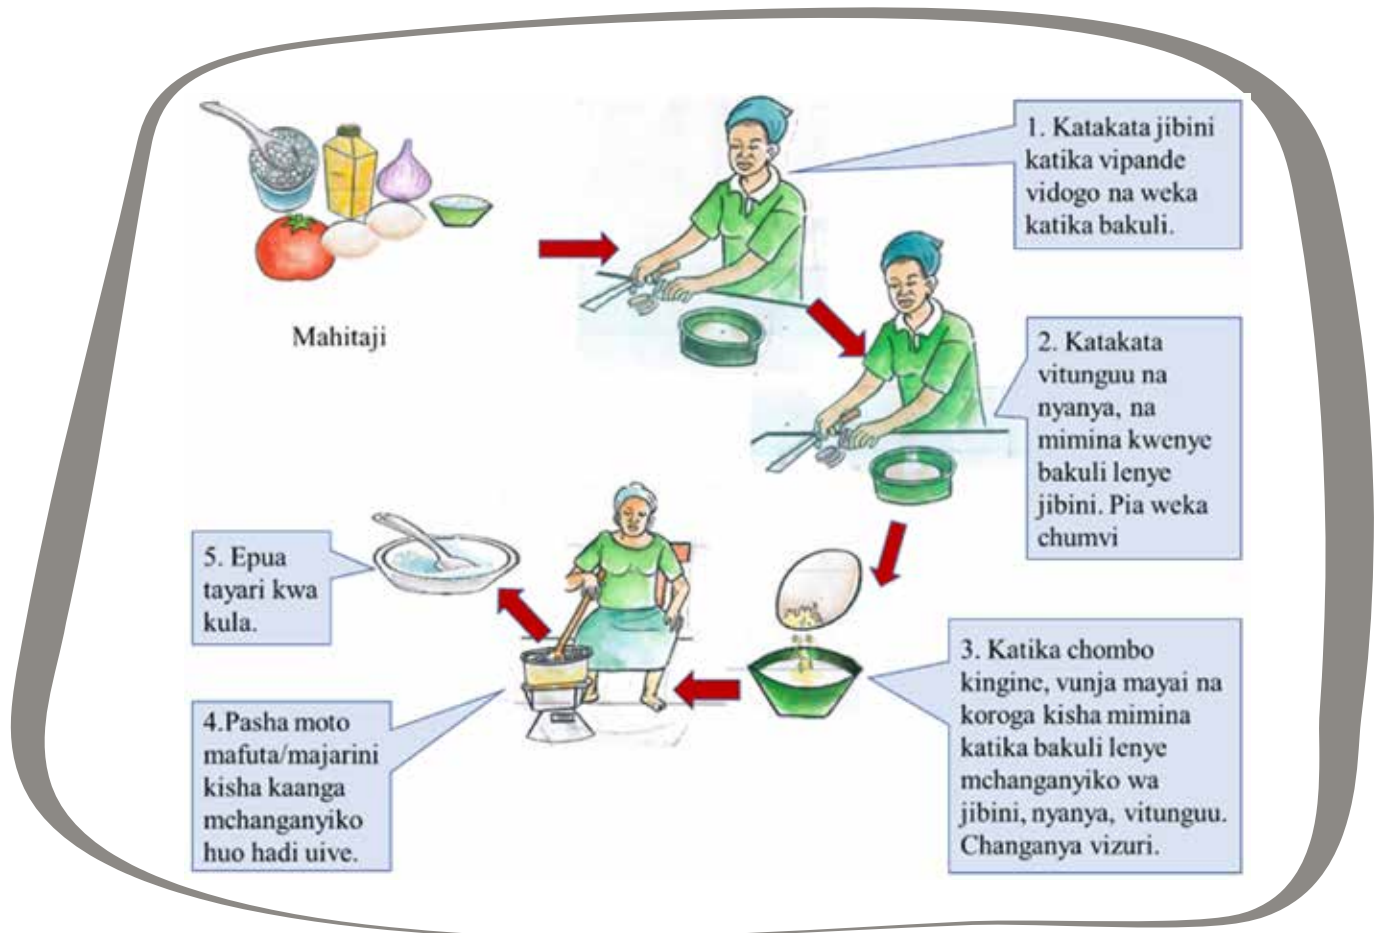 Mahitaji
1. Katakata jibini
katika vipande
vidogo na weka
katika bakuli.
2. Katakata
vitunguu na
nyanya, na
mimina kwenye
bakuli lenye
jibini. Pia weka
chumvi
3. Katika chombo
kingine, vunja mayai na
koroga kisha mimina
katika bakuli lenye
mchanganyiko wa
jibini, nyanya, vitunguu.
Changanya vizuri.
4.Pasha moto
mafuta/majarini
kisha kaanga
mchanganyiko
huo hadi uive.
5. Epua
tayari kwa
kula.